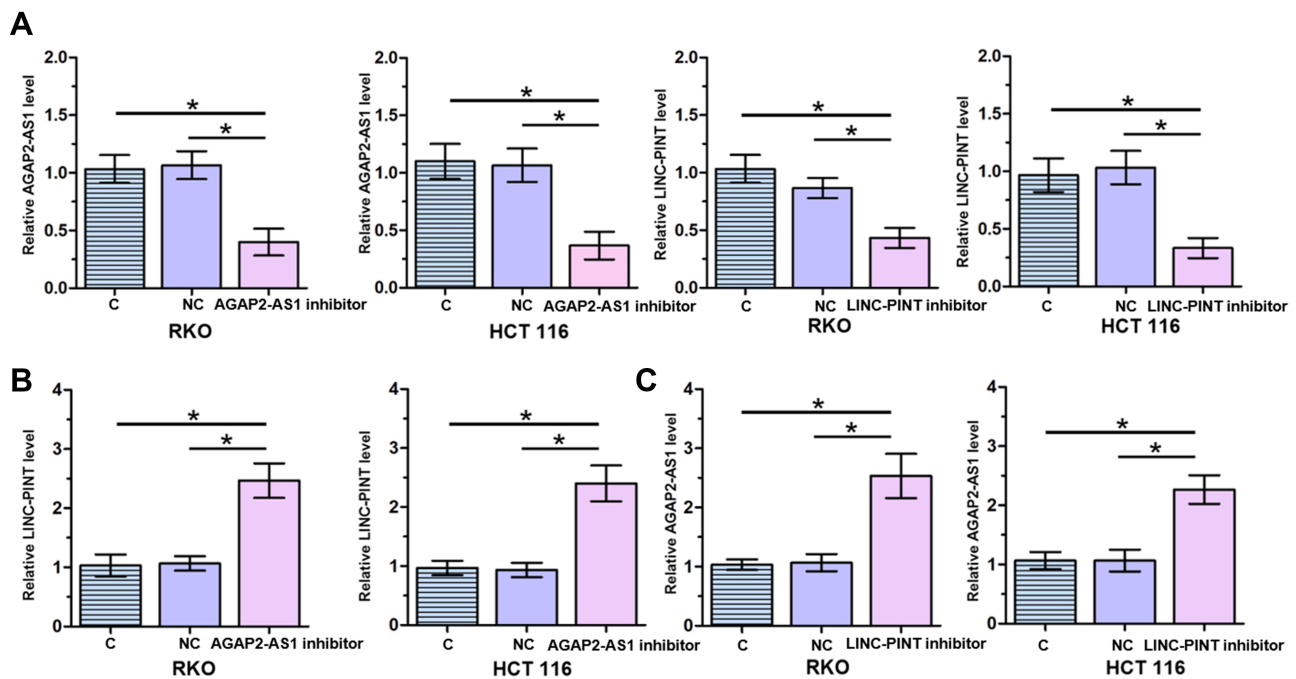 A
Relative AGAP2-AS1 level
2.0
1.5
1.0
0.5
0.0
*
*
C
NC
AGAP2-AS1 inhibitor
RKO
Relative AGAP2-AS1 level
2.0
1.5
1.0
0.5
0.0
*
*
C
NC
AGAP2-AS1 inhibitor
HCT 116
Relative LINC-PINT level
2.0
1.5
1.0
0.5
0.0
*
*
C
NC
LINC-PINT inhibitor
RKO
Relative LINC-PINT level
2.0
1.5
1.0
0.5
0.0
*
*
C
NC
LINC-PINT inhibitor
HCT 116
B
Relative LINC-PINT level
4
3
2
1
0
*
*
C
NC
AGAP2-AS1 inhibitor
RKO
Relative LINC-PINT level
4
3
2
1
0
*
*
C
NC
AGAP2-AS1 inhibitor
HCT 116
C
Relative AGAP2-AS1 level
4
3
2
1
0
*
*
C
NC
LINC-PINT inhibitor
RKO
Relative AGAP2-AS1 level
4
3
2
1
0
*
*
C
NC
LINC-PINT inhibitor
HCT 116